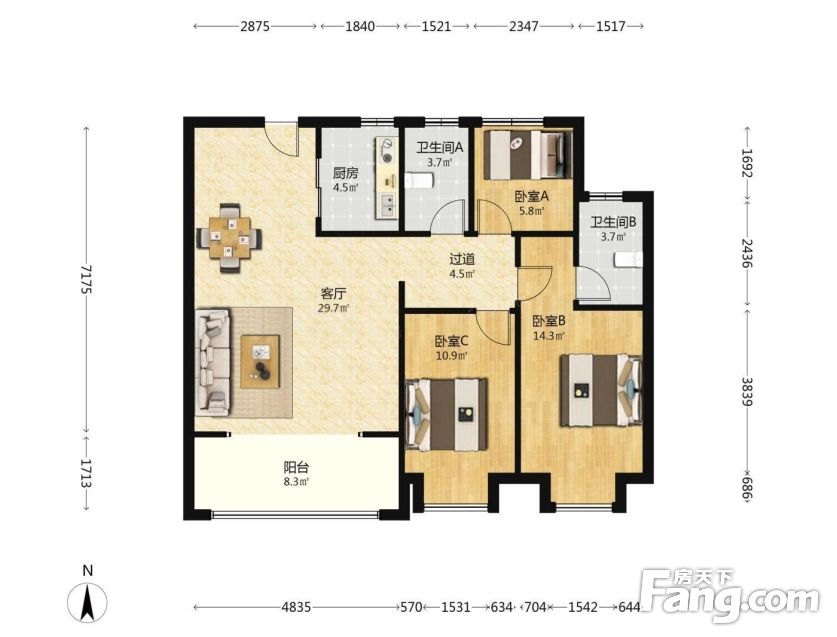 2875 1840 1521 2347 1517
厨房
4.5㎡
卫生间A
3.7㎡
卧室A
5.8㎡
卫生间B
3.7㎡
过道
4.5㎡
客厅
29.7㎡
卧室B
14.3㎡
卧室C
10.9㎡
阳台
8.3㎡
7175
1713
1692
2436
3839
686
N
4835 570 1531 634 704 1542 644
房天下
Fang.com